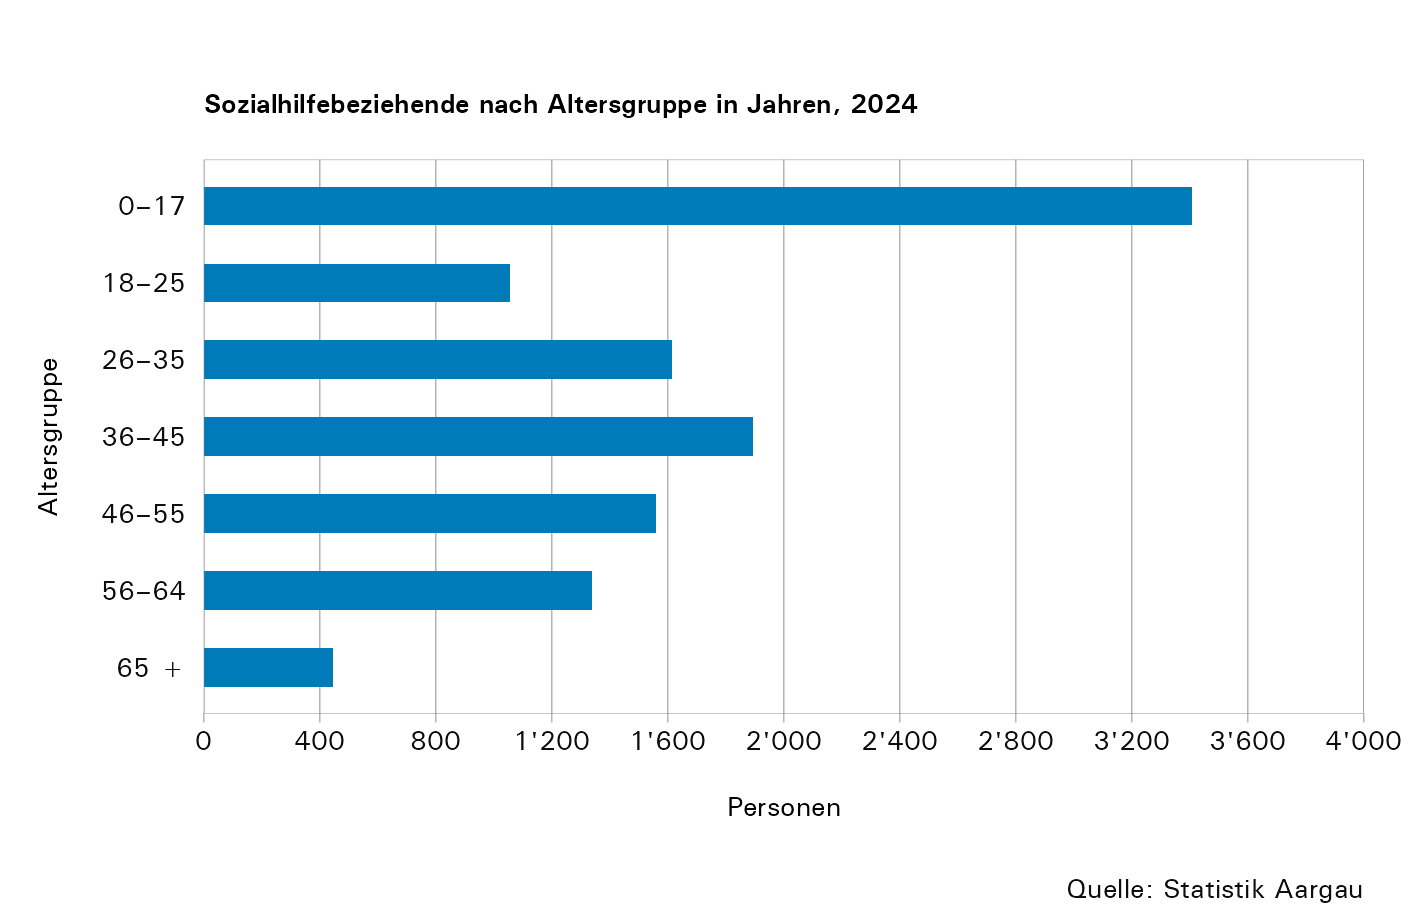 Sozialhilfebeziehende nach Altersgruppe in Jahren, 2024
Altersgruppe
0–17
18–25
26–35
36–45
46–55
56–64
65 +
0 400 800 1'200 1'600 2'000 2'400 2'800 3'200 3'600 4'000
Personen
Quelle: Statistik Aargau